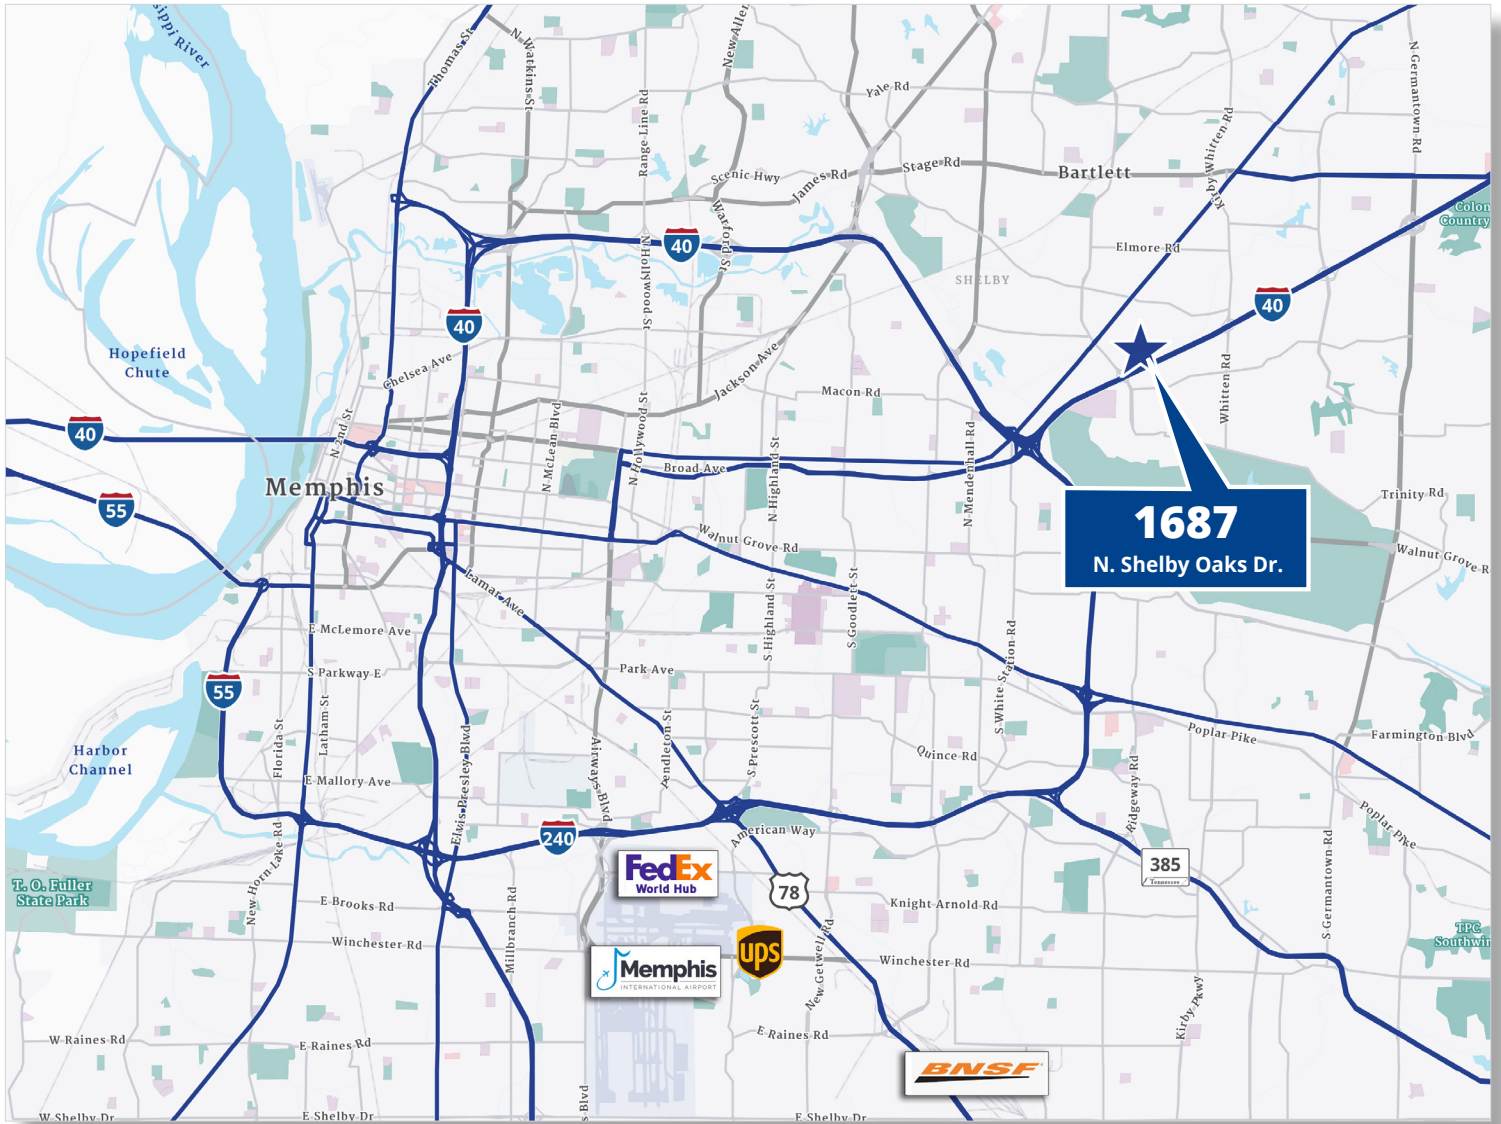 sippi River
Thomas St
N Watkins St
New Allen
Yale Rd
N Germantown Rd
Range Line Rd
Kirby Whitten Rd
Scenic Hwy
James Rd
Stage Rd
Bartlett
Colon
Country
Warford St
N Hollywood St
40
Elmore Rd
SHELBY
40
40
Hopefield
Chute
Chelsea Ave
Jackson Ave
Macon Rd
Whitten Rd
40
N 2nd St
N McLean Blvd
N Hollywood St
N Highland St
N Mendenhall Rd
Broad Ave
Memphis
55
Trinity Rd
1687
N. Shelby Oaks Dr.
Walnut Grove Rd
Walnut Grove R
Lamar Ave
S Highland St
S Goodlett St
E McLemore Ave
S Parkway E
Park Ave
S White Station Rd
55
Florida St
Latham St
Elvis Presley Blvd
Airways Blvd
Pendleton St
S Prescott St
Quince Rd
Poplar Pike
Farmington Blvd
Harbor
Channel
E Mallory Ave
Ridgeway Rd
Poplar Pike
240
American Way
New Horn Lake Rd
FedEx
World Hub
78
385
Tennessee
S Germantown Rd
T. O. Fuller
State Park
E Brooks Rd
Knight Arnold Rd
Millbranch Rd
Winchester Rd
ups
New Getwell Rd
Winchester Rd
TPC
Southwin
Memphis
INTERNATIONAL AIRPORT
Kirby Pkwy
W Raines Rd
E Raines Rd
E Raines Rd
BNSF
s Blvd
W Shelby Dr
E Shelby Dr
E Shelby Dr